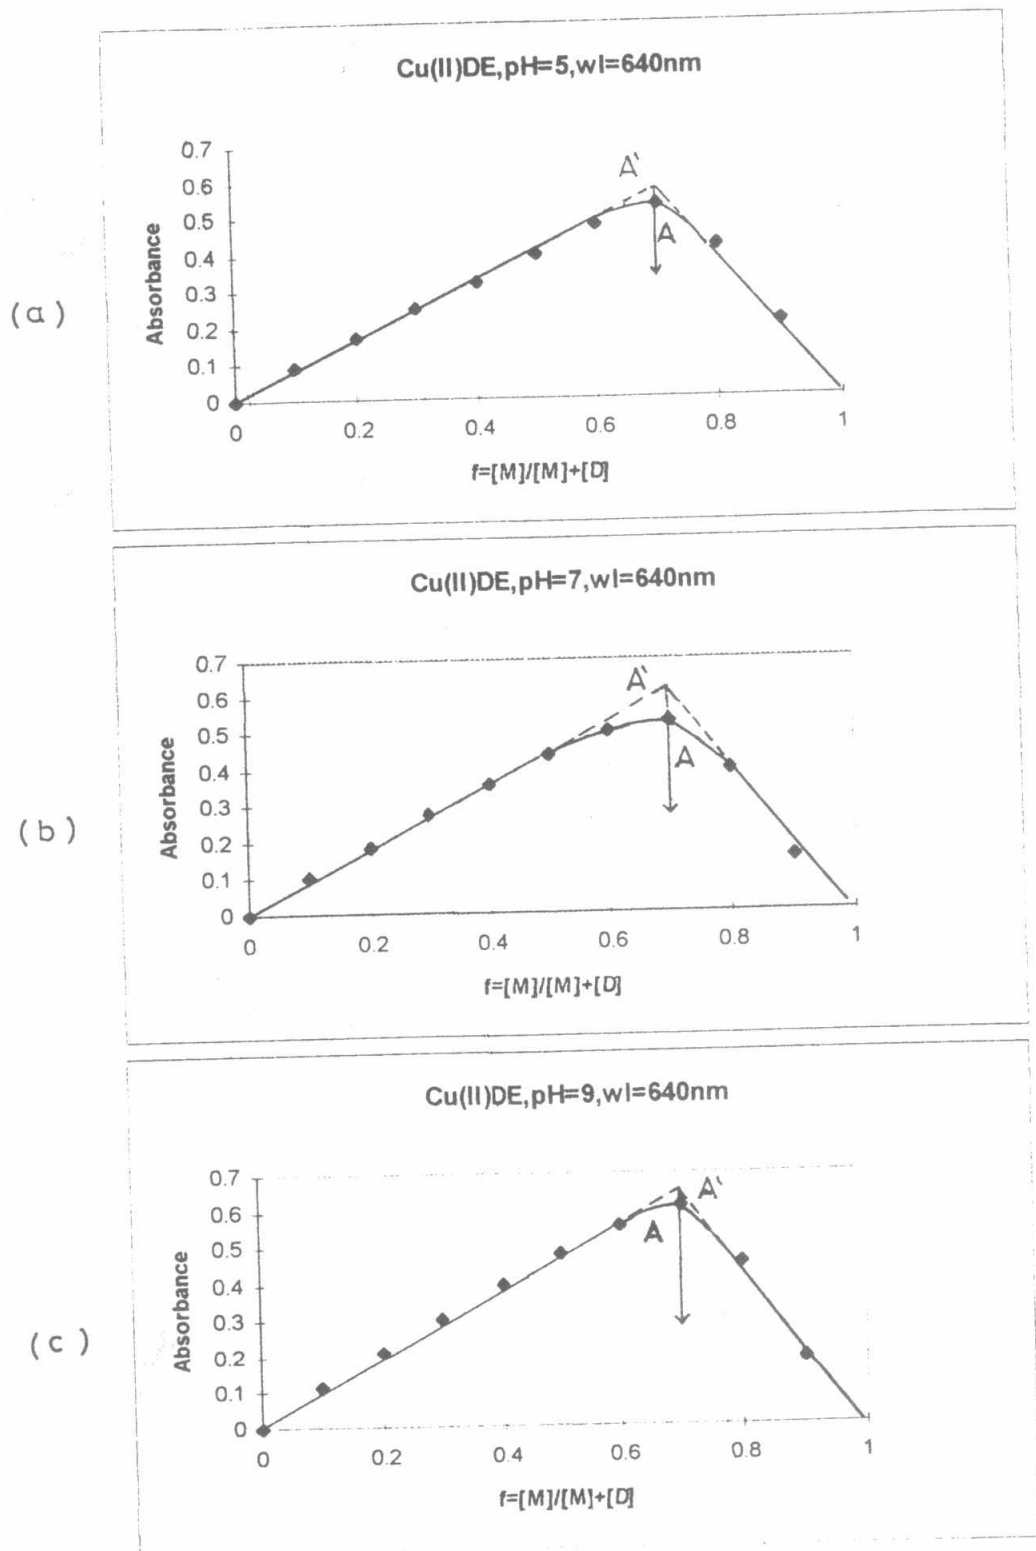 Cu(II)DE,pH=5,wl=640nm
(a)
Absorbance
0.7
0.6
0.5
0.4
0.3
0.2
0.1
0
A`
A
0 0.2 0.4 0.6 0.8 1
f=[M]/[M]+[D]
Cu(II)DE,pH=7,wl=640nm
(b)
Absorbance
0.7
0.6
0.5
0.4
0.3
0.2
0.1
0
A`
A
0 0.2 0.4 0.6 0.8 1
f=[M]/[M]+[D]
Cu(II)DE,pH=9,wl=640nm
(c)
Absorbance
0.7
0.6
0.5
0.4
0.3
0.2
0.1
0
A`
A
0 0.2 0.4 0.6 0.8 1
f=[M]/[M]+[D]